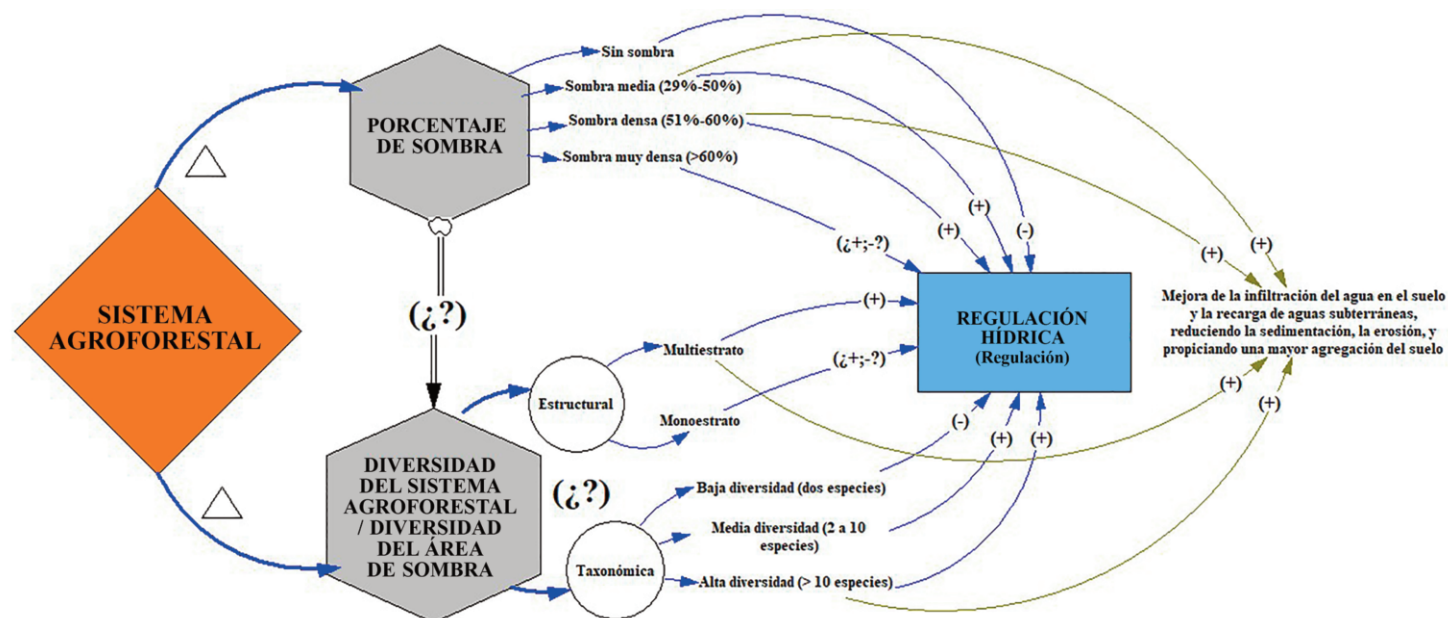 SISTEMA
AGROFORESTAL
PORCENTAJE
DE SOMBRA
Sin sombra
Sombra media (29%-50%)
Sombra densa (51%-60%)
Sombra muy densa (>60%)
(¿?)
DIVERSIDAD
DEL SISTEMA
AGROFORESTAL
/ DIVERSIDAD
DEL ÁREA
DE SOMBRA
(¿?)
Estructural
Multiestrato
Monoestrato
Taxonómica
Baja diversidad (dos especies)
Media diversidad (2 a 10
especies)
Alta diversidad (> 10 especies)
(¿+;-?)
(+)
(+)
(-)
(+)
(¿+;-?)
(-)
(+)
(+)
REGULACIÓN
HÍDRICA
(Regulación)
(+)
(+)
Mejora de la infiltración del agua en el suelo
y la recarga de aguas subterráneas,
reduciendo la sedimentación, la erosión, y
propiciando una mayor agregación del suelo
(+)
(+)